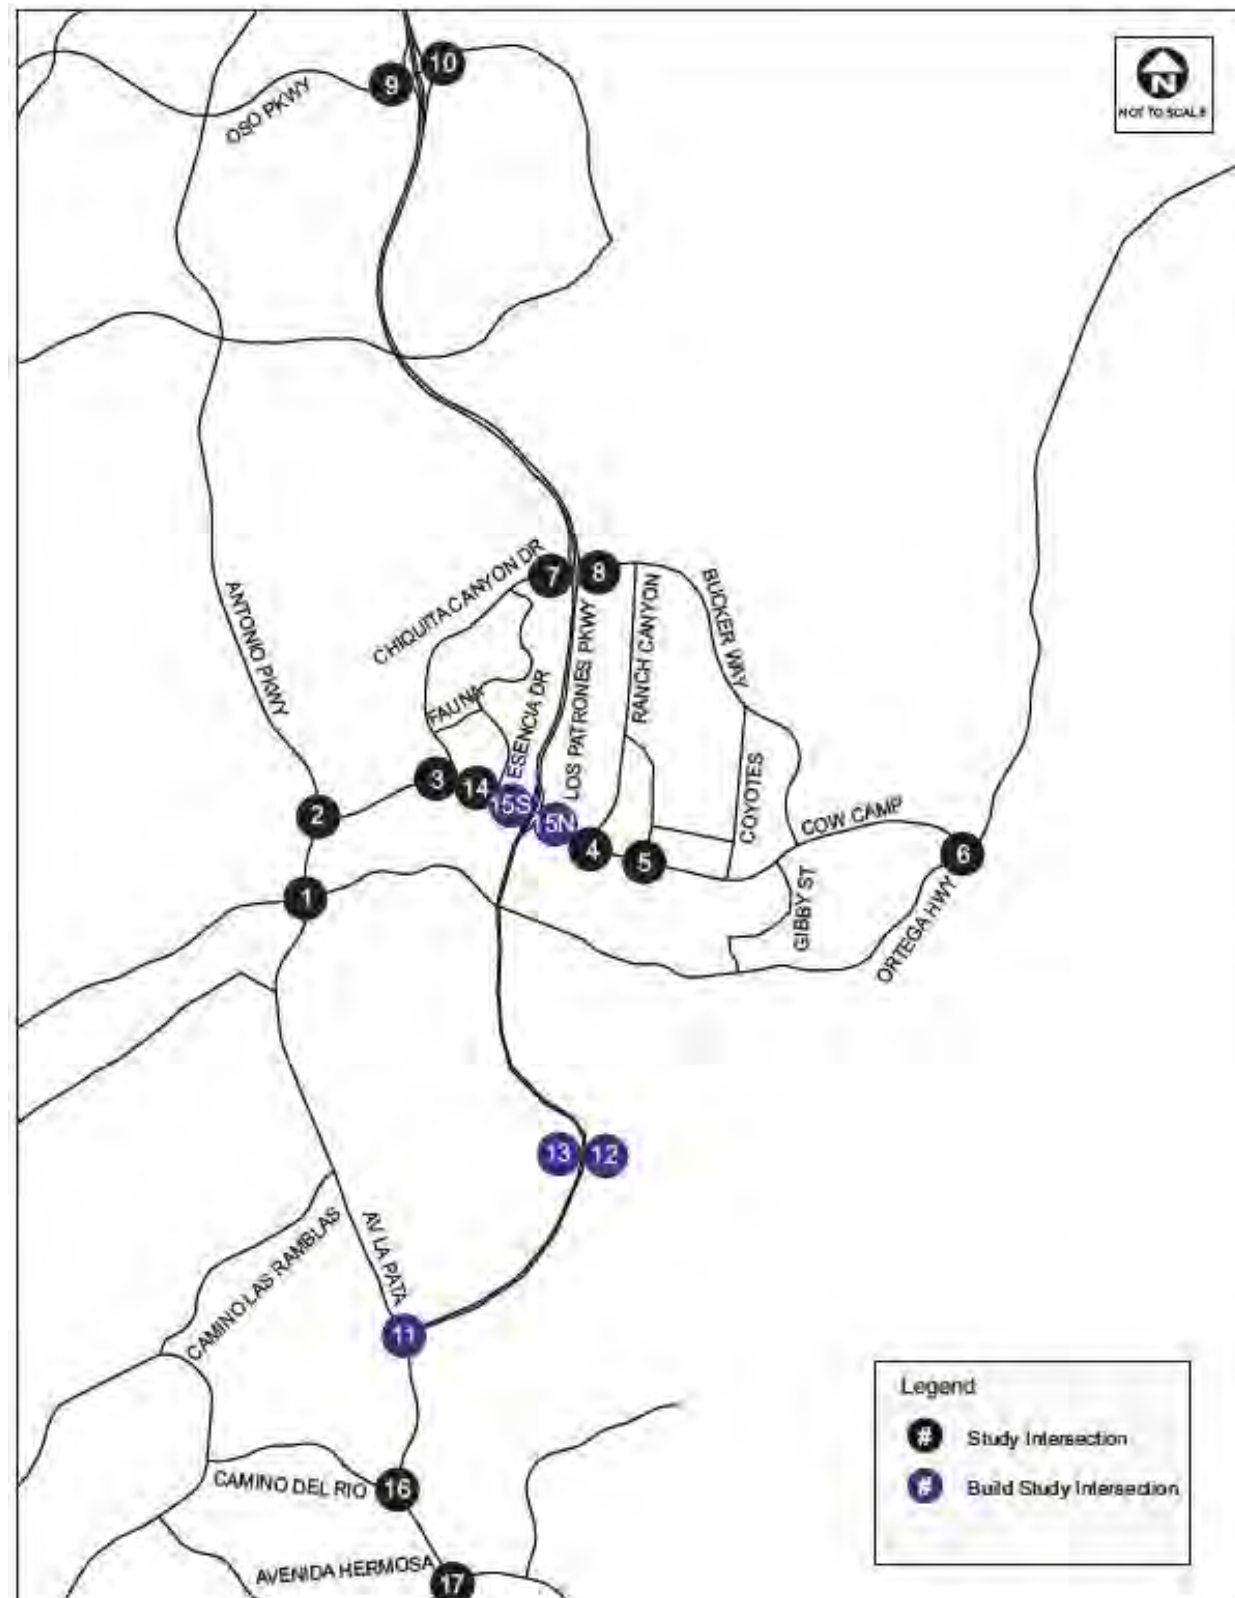 10
9
OSO PKWY
N
NOT TO SCALE
CHIQUITA CANYON DR
7
8
BUCKER WAY
ANTONIO PKWY
RANCH CANYON
LOS PATRONES PKWY
FAUNA
ESENCIA DR
COYOTES
3
14
15S
15N
2
4
5
COW CAMP
6
1
GIBBY ST
ORTEGA HWY
13
12
CAMINO LAS RAMBLAS
AV LA PATA
11
CAMINO DEL RIO
16
AVENIDA HERMOSA
17
Legend
# Study Intersection
# Build Study Intersection